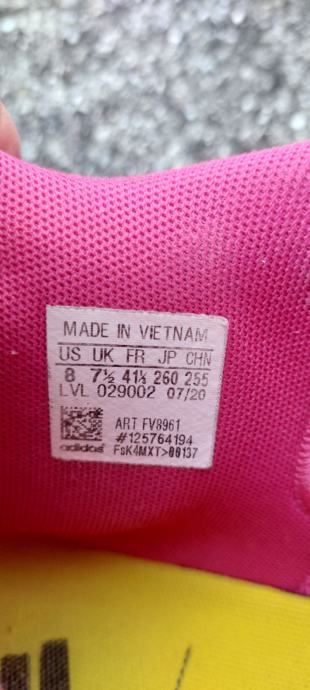 MADE IN VIETNAM
US UK FR JP CHN
8 7½ 41⅓ 260 255
LVL 029002 07/20
ART FV8961
#125764194
adidas FsK4MXT>00137